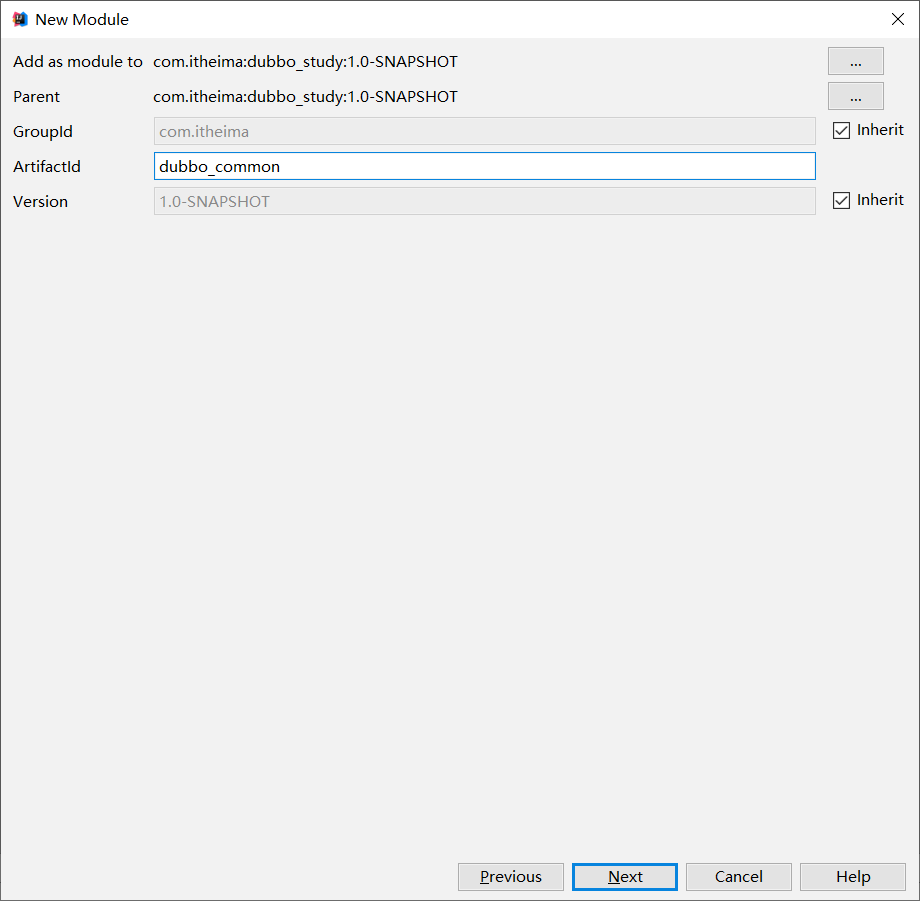 New Module
Add as module to com.itheima:dubbo_study:1.0-SNAPSHOT ...
Parent com.itheima:dubbo_study:1.0-SNAPSHOT ...
GroupId com.itheima Inherit
ArtifactId dubbo_common
Version 1.0-SNAPSHOT Inherit
Previous Next Cancel Help